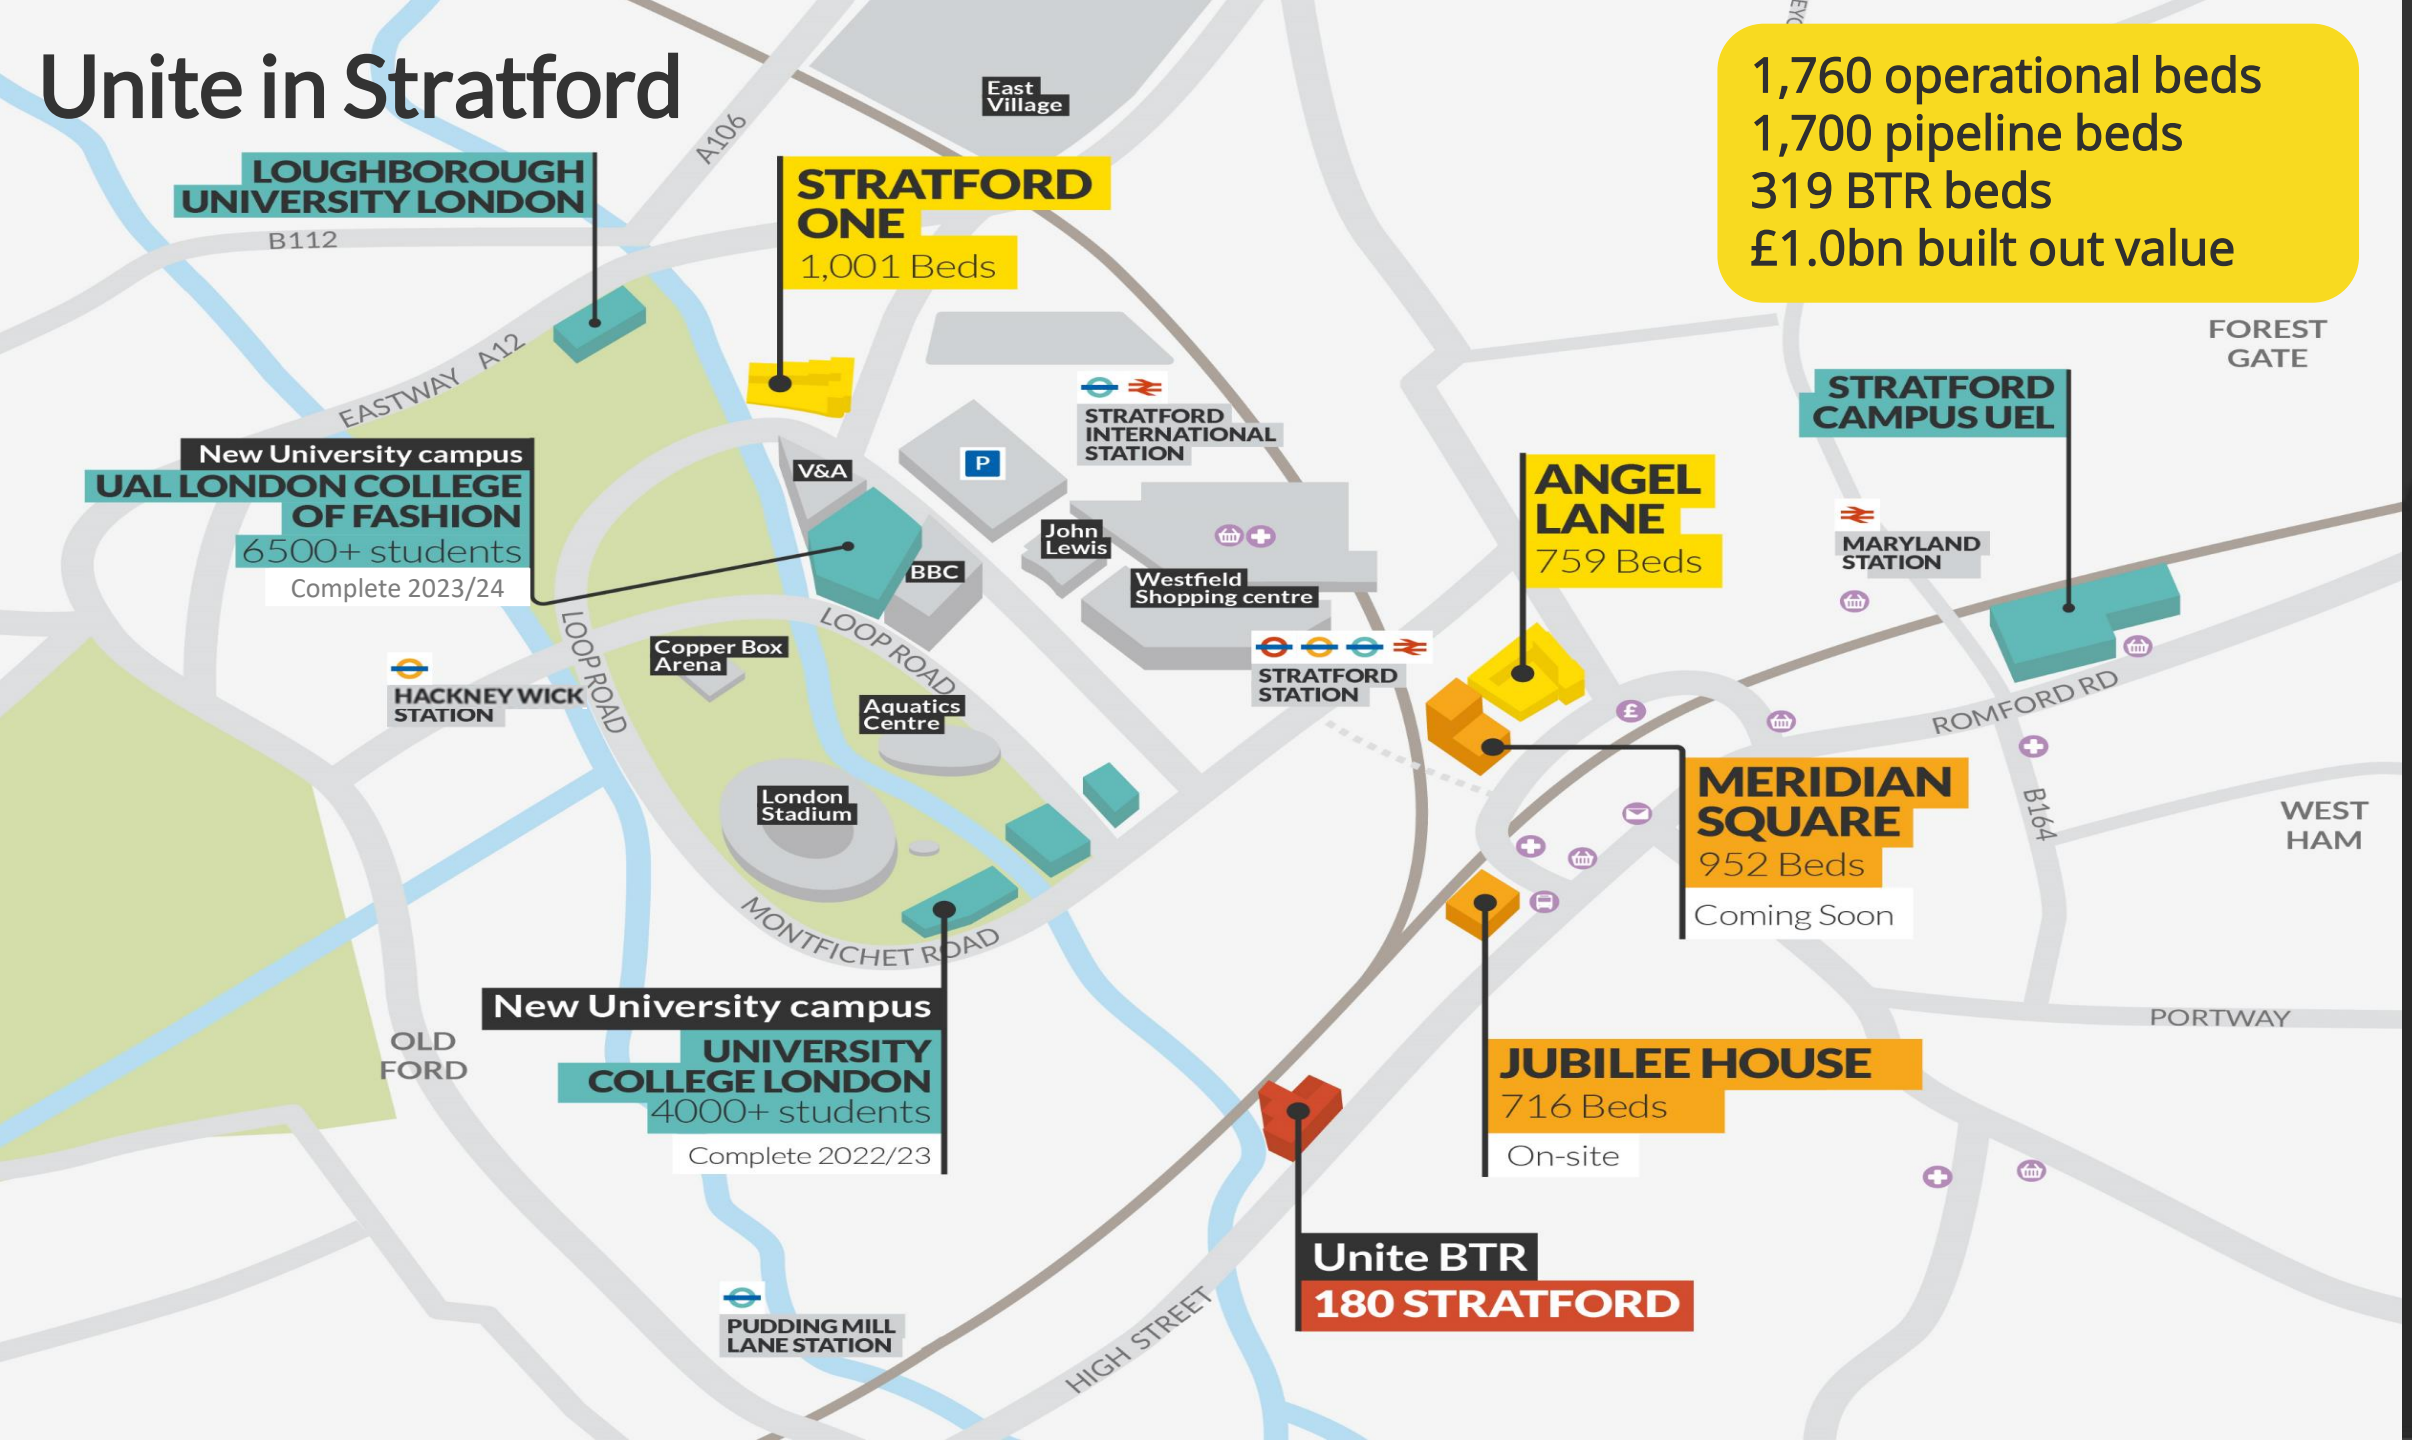 Unite in Stratford
1,760 operational beds
1,700 pipeline beds
319 BTR beds
£1.0bn built out value
East
Village
A106
LOUGHBOROUGH
UNIVERSITY LONDON
B112
STRATFORD
ONE
1,001 Beds
EASTWAY A12
FOREST
GATE
STRATFORD
CAMPUS UEL
STRATFORD
INTERNATIONAL
STATION
New University campus
UAL LONDON COLLEGE
OF FASHION
6500+ students
Complete 2023/24
V&A
P
ANGEL
LANE
759 Beds
MARYLAND
STATION
John
Lewis
BBC
Westfield
Shopping centre
LOOP ROAD
LOOP ROAD
Copper Box
Arena
HACKNEY WICK
STATION
STRATFORD
STATION
Aquatics
Centre
£
ROMFORD RD
London
Stadium
MERIDIAN
SQUARE
952 Beds
Coming Soon
B164
WEST
HAM
MONTFICHET ROAD
New University campus
UNIVERSITY
COLLEGE LONDON
4000+ students
Complete 2022/23
OLD
FORD
PORTWAY
JUBILEE HOUSE
716 Beds
On-site
Unite BTR
180 STRATFORD
PUDDING MILL
LANE STATION
HIGH STREET